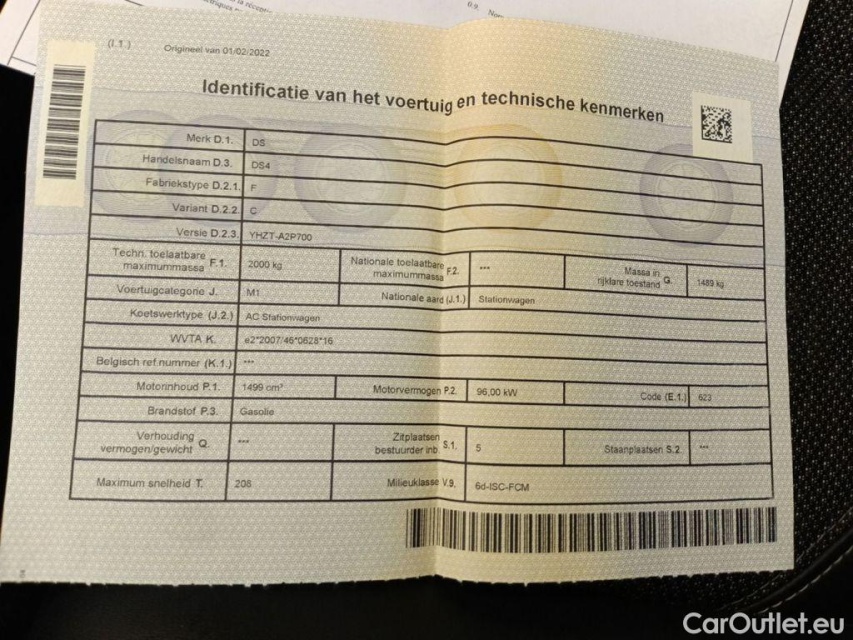 0.9.
(I.1.) Origineel van 01/02/2022
Identificatie van het voertuig en technische kenmerken
Merk D.1. DS
Handelsnaam D.3. DS4
Fabriekstype D.2.1. F
Variant D.2.2. C
Versie D.2.3. YHZT-A2P700
Techn. toelaatbare maximummassa F.1. 2000 kg Nationale toelaatbare maximummassa F.2. --- Massa in rijklare toestand G. 1489 kg
Voertuigcategorie J. M1 Nationale aard (J.1.) Stationwagen
Koetswerktype (J.2.) AC Stationwagen
WVTA K. e2*2007/46*0628*16
Belgisch ref.nummer (K.1.) ---
Motorinhoud P.1. 1499 cm³ Motorvermogen P.2. 96,00 kW Code (E.1.) 623
Brandstof P.3. Gasolie
Verhouding vermogen/gewicht Q. --- Zitplaatsen bestuurder inb. S.1. 5 Staanplaatsen S.2. ---
Maximum snelheid T. 208 Milieuklasse V.9. 6d-ISC-FCM
CarOutlet.eu